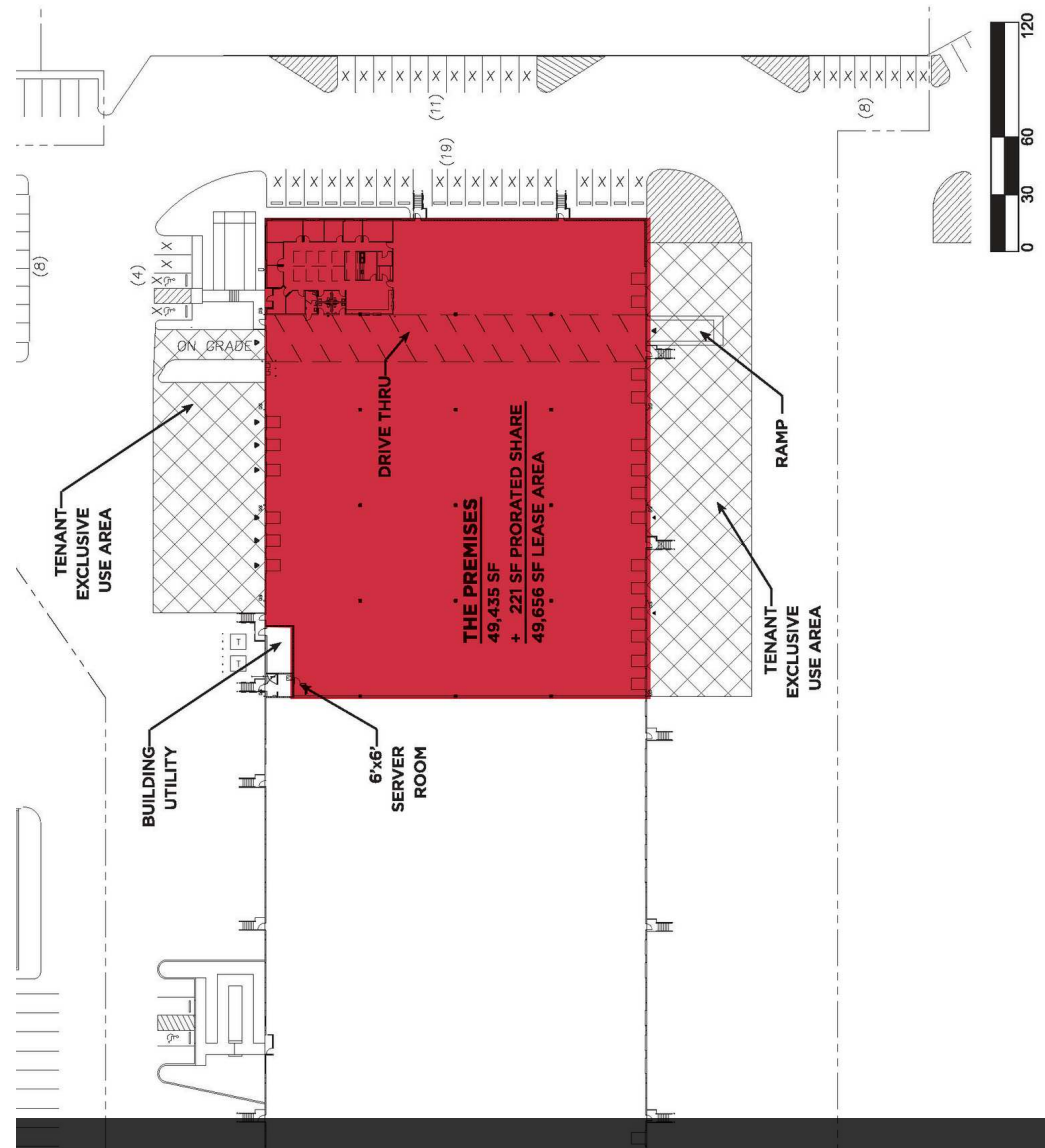 (8)
(4)
ON GRADE
TENANT
EXCLUSIVE
USE AREA
BUILDING
UTILITY
6'x6'
SERVER
ROOM
T
T
DRIVE THRU
THE PREMISES
49,435 SF
+ 221 SF PRORATED SHARE
49,656 SF LEASE AREA
(19)
(11)
(8)
RAMP
TENANT
EXCLUSIVE
USE AREA
0 30 60 120